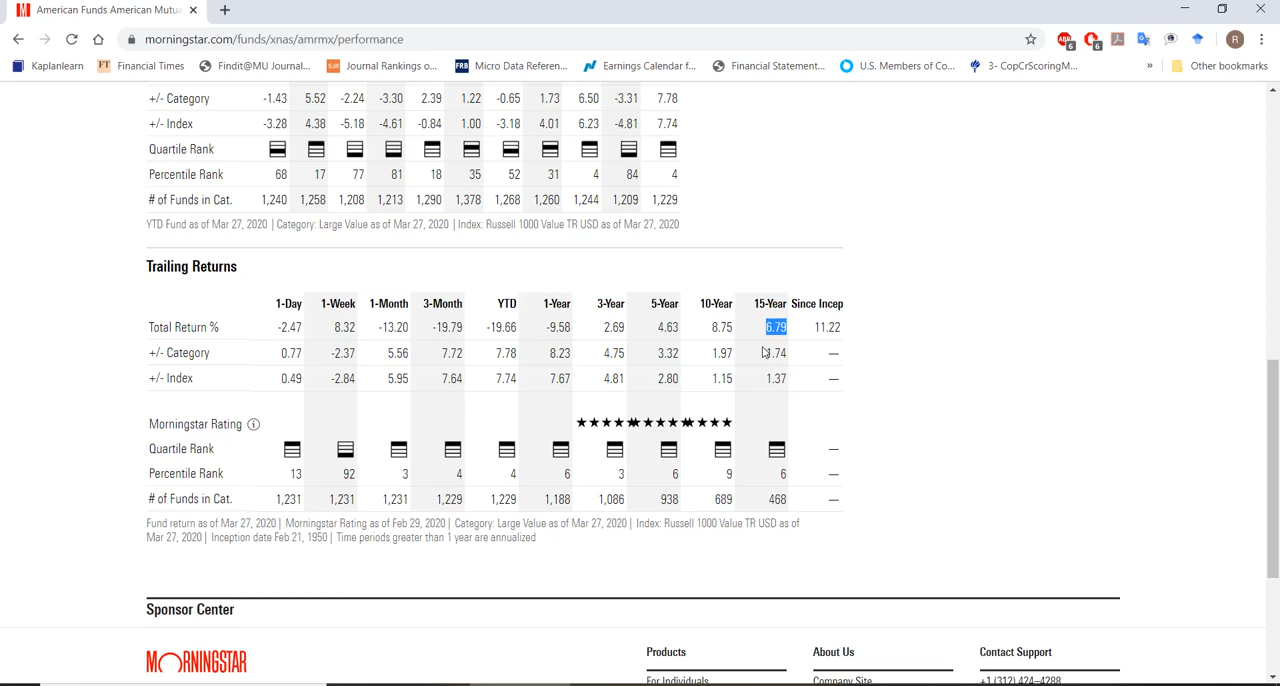 American Funds American Mutua
morningstar.com/funds/xnas/amrmx/performance
6
6
R
Kaplanlearn
FT Financial Times
Findit@MU Journal...
SJR Journal Rankings o...
FRB Micro Data Referen...
Earnings Calendar f...
Financial Statement...
U.S. Members of Co...
3- CopCrScoringM...
»
Other bookmarks
+/- Category -1.43 5.52 -2.24 -3.30 2.39 1.22 -0.65 1.73 6.50 -3.31 7.78
+/- Index -3.28 4.38 -5.18 -4.61 -0.84 1.00 -3.18 4.01 6.23 -4.81 7.74
Quartile Rank
Percentile Rank 68 17 77 81 18 35 52 31 4 84 4
# of Funds in Cat. 1,240 1,258 1,208 1,213 1,290 1,378 1,268 1,260 1,244 1,209 1,229
YTD Fund as of Mar 27, 2020 | Category: Large Value as of Mar 27, 2020 | Index: Russell 1000 Value TR USD as of Mar 27, 2020
Trailing Returns
1-Day 1-Week 1-Month 3-Month YTD 1-Year 3-Year 5-Year 10-Year 15-Year Since Incep
Total Return % -2.47 8.32 -13.20 -19.79 -19.66 -9.58 2.69 4.63 8.75 6.79 11.22
+/- Category 0.77 -2.37 5.56 7.72 7.78 8.23 4.75 3.32 1.97 1.74 —
+/- Index 0.49 -2.84 5.95 7.64 7.74 7.67 4.81 2.80 1.15 1.37 —
Morningstar Rating
Quartile Rank —
Percentile Rank 13 92 3 4 4 6 3 6 9 6 —
# of Funds in Cat. 1,231 1,231 1,231 1,229 1,229 1,188 1,086 938 689 468 —
Fund return as of Mar 27, 2020 | Morningstar Rating as of Feb 29, 2020 | Category: Large Value as of Mar 27, 2020 | Index: Russell 1000 Value TR USD as of
Mar 27, 2020 | Inception date Feb 21, 1950 | Time periods greater than 1 year are annualized
Sponsor Center
MORNINGSTAR
Products
About Us
Contact Support
For Individuals
Company Site
+1 (312) 424-4288